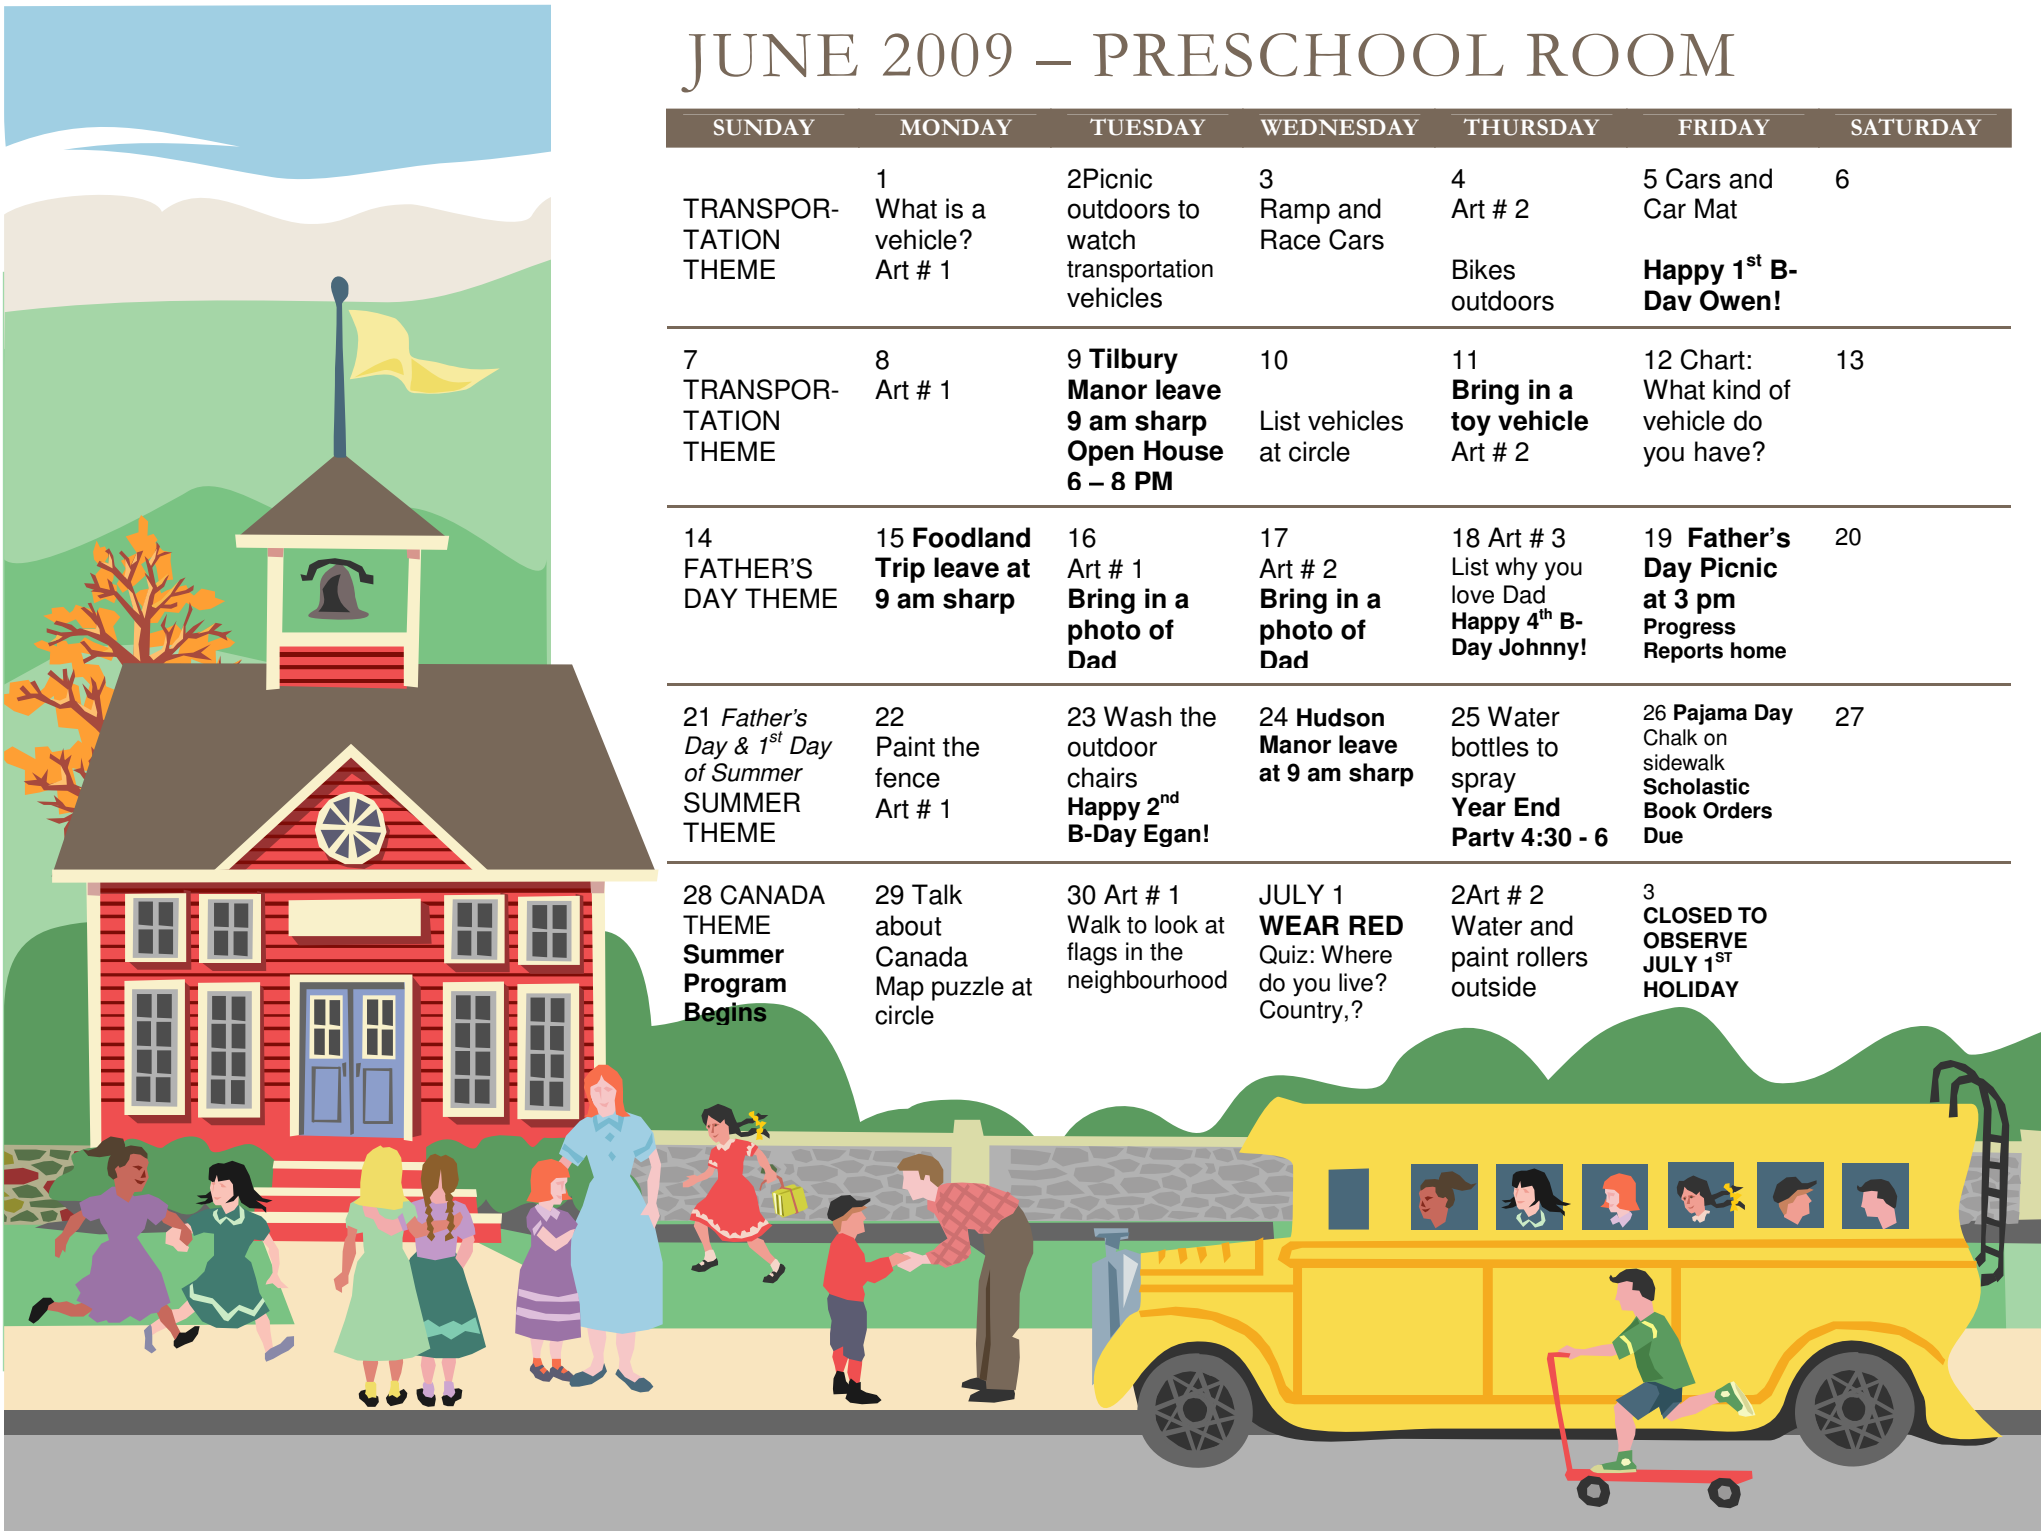 JUNE 2009 – PRESCHOOL ROOM
SUNDAY MONDAY TUESDAY WEDNESDAY THURSDAY FRIDAY SATURDAY
TRANSPOR-
TATION
THEME
1
What is a
vehicle?
Art # 1
2Picnic
outdoors to
watch
transportation
vehicles
3
Ramp and
Race Cars
4
Art # 2
Bikes
outdoors
5 Cars and
Car Mat
Happy 1st B-
Day Owen!
6
7
TRANSPOR-
TATION
THEME
8
Art # 1
9 Tilbury
Manor leave
9 am sharp
Open House
6 – 8 PM
10
List vehicles
at circle
11
Bring in a
toy vehicle
Art # 2
12 Chart:
What kind of
vehicle do
you have?
13
14
FATHER'S
DAY THEME
15 Foodland
Trip leave at
9 am sharp
16
Art # 1
Bring in a
photo of
Dad
17
Art # 2
Bring in a
photo of
Dad
18 Art # 3
List why you
love Dad
Happy 4th B-
Day Johnny!
19 Father's
Day Picnic
at 3 pm
Progress
Reports home
20
21 Father's
Day & 1st Day
of Summer
SUMMER
THEME
22
Paint the
fence
Art # 1
23 Wash the
outdoor
chairs
Happy 2nd
B-Day Egan!
24 Hudson
Manor leave
at 9 am sharp
25 Water
bottles to
spray
Year End
Party 4:30 - 6
26 Pajama Day
Chalk on
sidewalk
Scholastic
Book Orders
Due
27
28 CANADA
THEME
Summer
Program
Begins
29 Talk
about
Canada
Map puzzle at
circle
30 Art # 1
Walk to look at
flags in the
neighbourhood
JULY 1
WEAR RED
Quiz: Where
do you live?
Country,?
2Art # 2
Water and
paint rollers
outside
3
CLOSED TO
OBSERVE
JULY 1ST
HOLIDAY